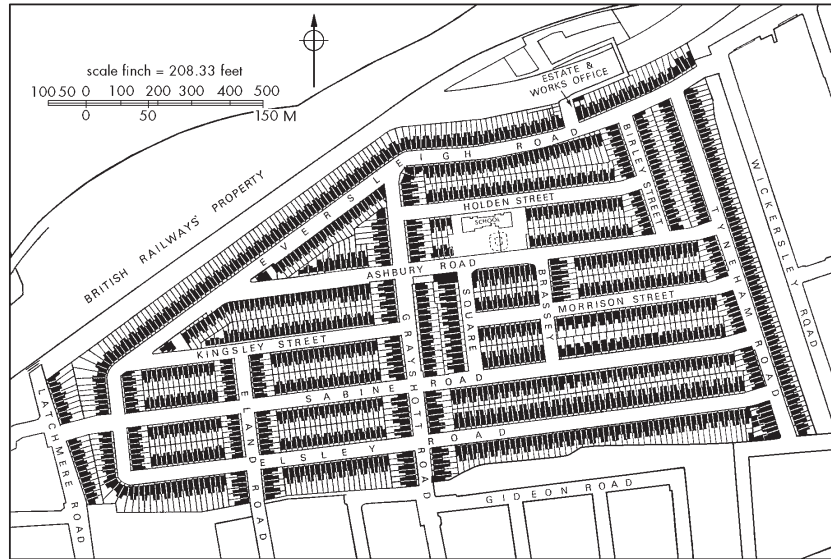 scale finch = 208.33 feet
100 50 0 100 200 300 400 500
0 50 150 M
ESTATE &
WORKS OFFICE
BRITISH RAILWAYS' PROPERTY
EVERSLEIGH ROAD
BIRLEY STREET
WICKERSLEY ROAD
HOLDEN STREET
SCHOOL
TYNEHAM ROAD
ASHBURY ROAD
GRAYSHOTT ROAD
BRASSEY SQUARE
MORRISON STREET
KINGSLEY STREET
SABINE ROAD
LATCHMERE ROAD
ELAND ROAD
ELSLEY ROAD
GIDEON ROAD